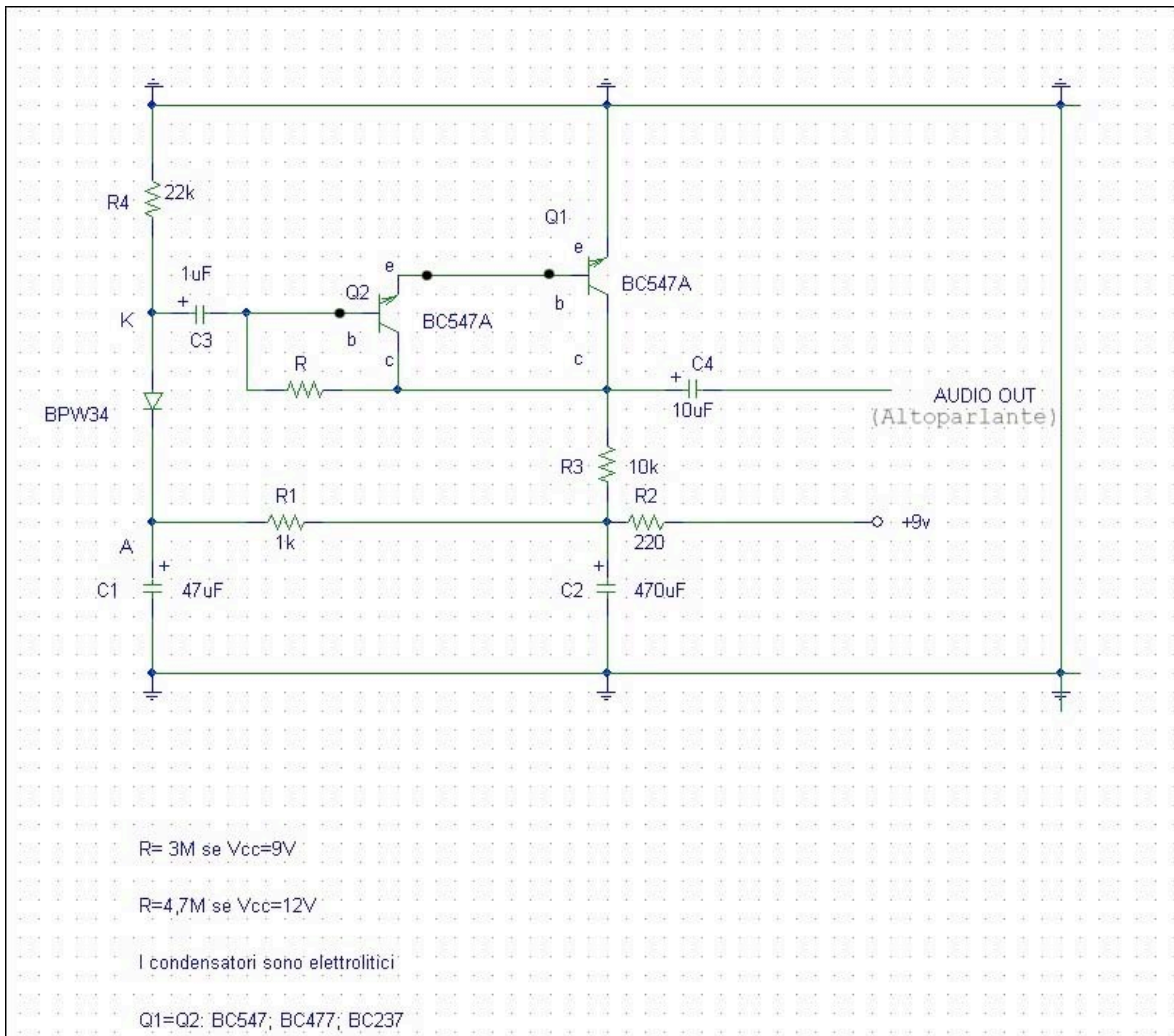 R4
22k
Q1
e
1uF
e
BC547A
Q2
+
b
K
BC547A
b
C3
c
c
C4
R
+
BPW34
10uF
AUDIO OUT
(Altoparlante)
R3
10k
R1
R2
+9v
1k
220
A
+
+
C1
47uF
C2
470uF
R= 3M se Vcc=9V
R=4,7M se Vcc=12V
I condensatori sono elettrolitici
Q1=Q2: BC547; BC477; BC237